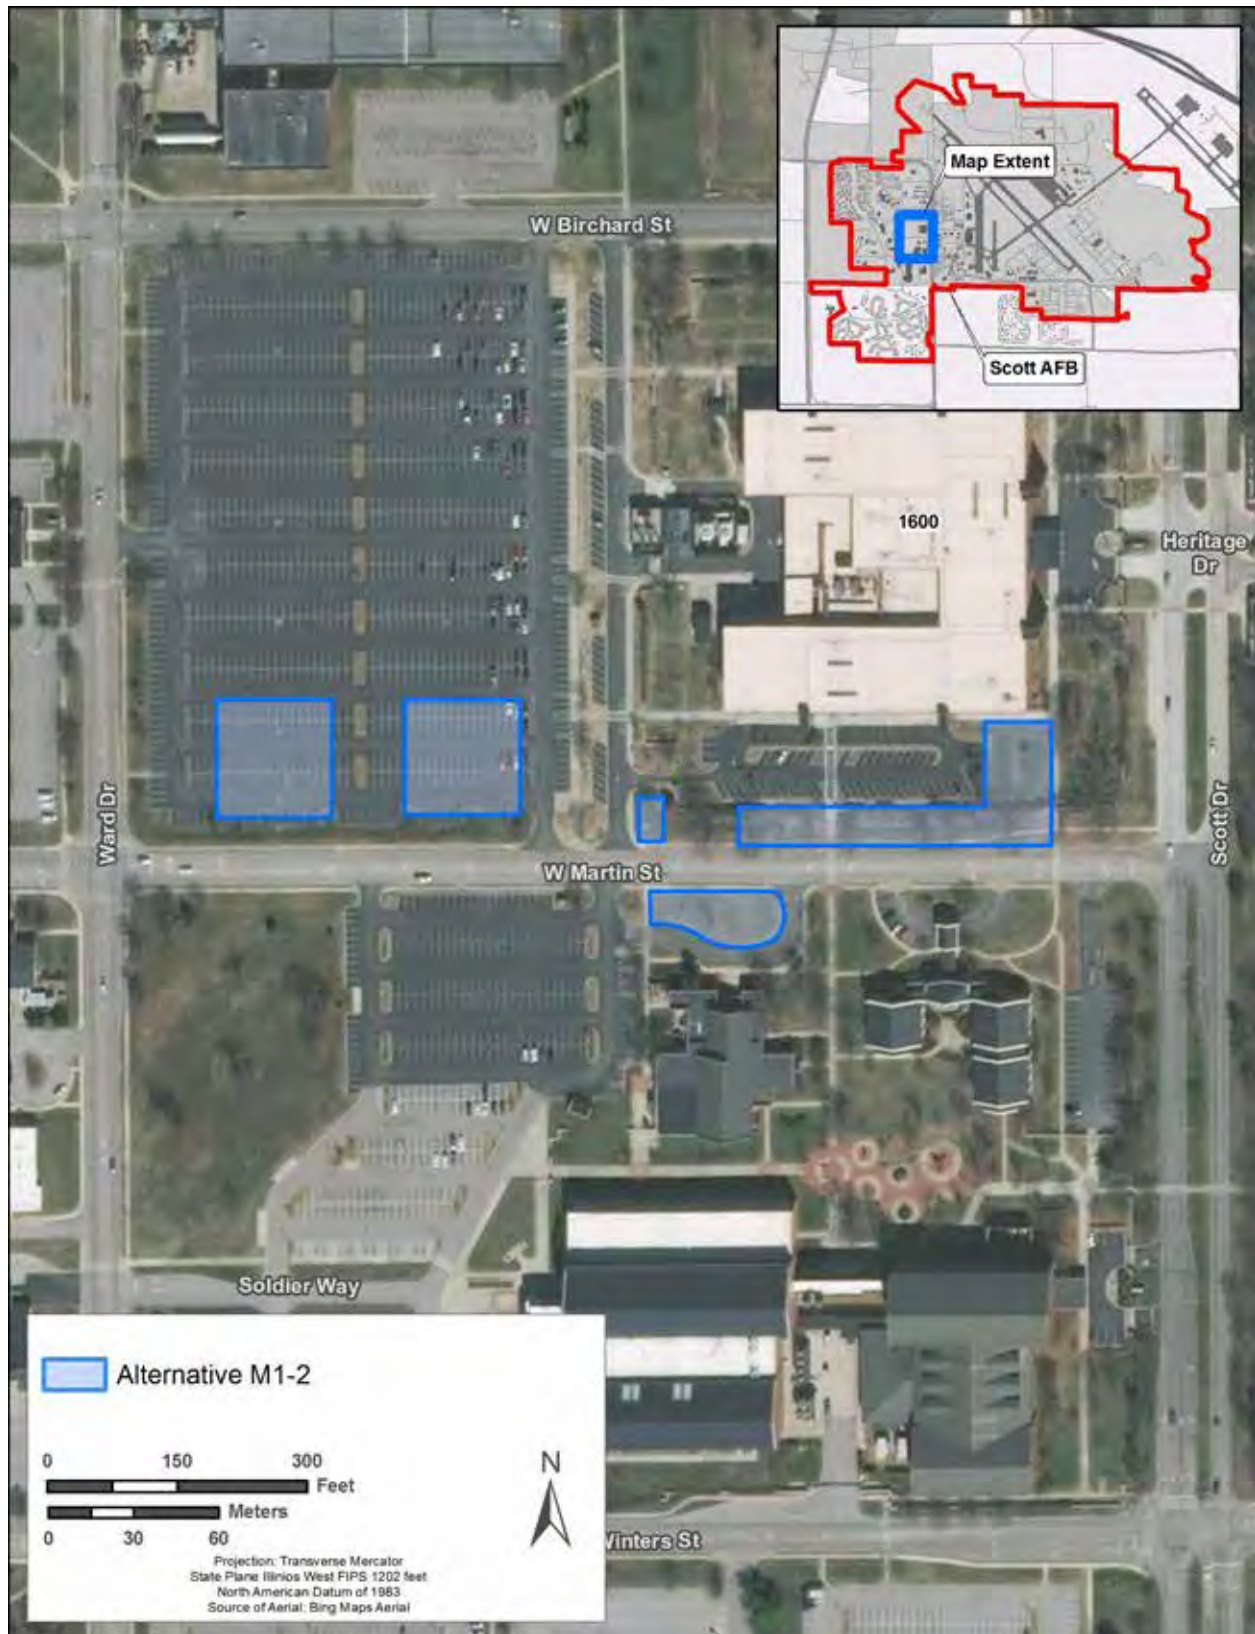 Map Extent
Scott AFB
W Birchard St
1600
Heritage
Dr
Ward Dr
Scott Dr
W Martin St
Soldier Way
Alternative M1-2
0 150 300
Feet
Meters
0 30 60
N
Projection: Transverse Mercator
State Plane Illinios West FIPS 1202 feet
North American Datum of 1983
Source of Aerial: Bing Maps Aerial
Winters St